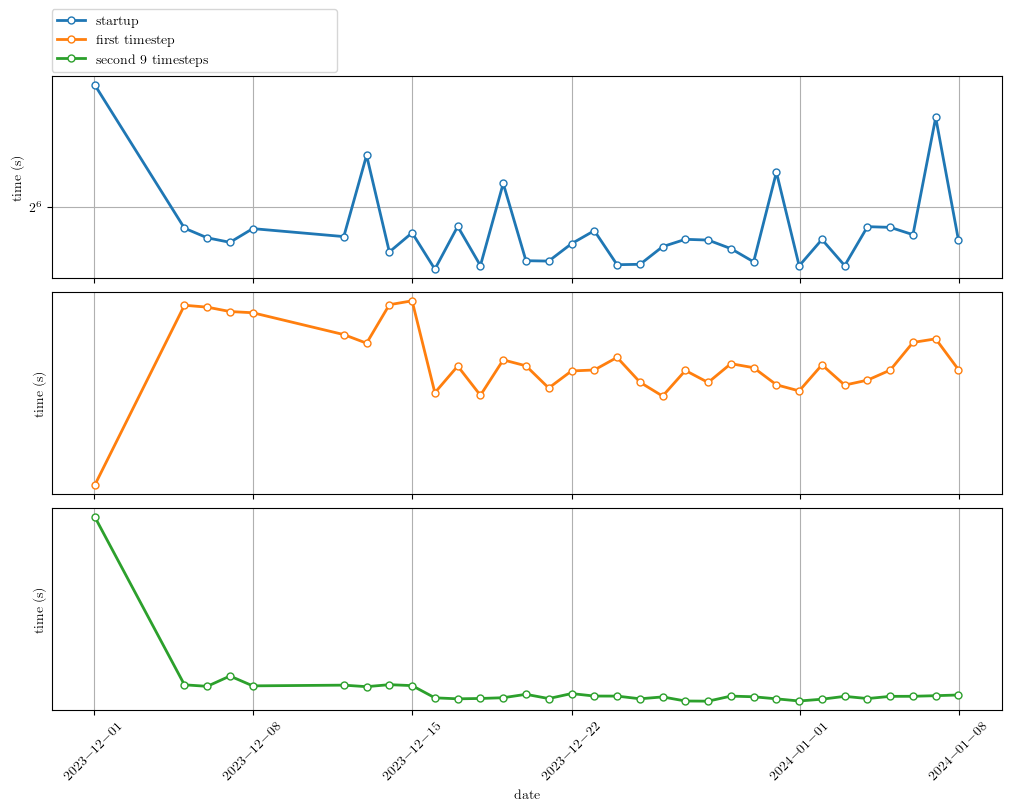 startup
first timestep
second 9 timesteps
time (s)
2^6
time (s)
time (s)
2023−12−01
2023−12−08
2023−12−15
2023−12−22
2024−01−01
2024−01−08
date